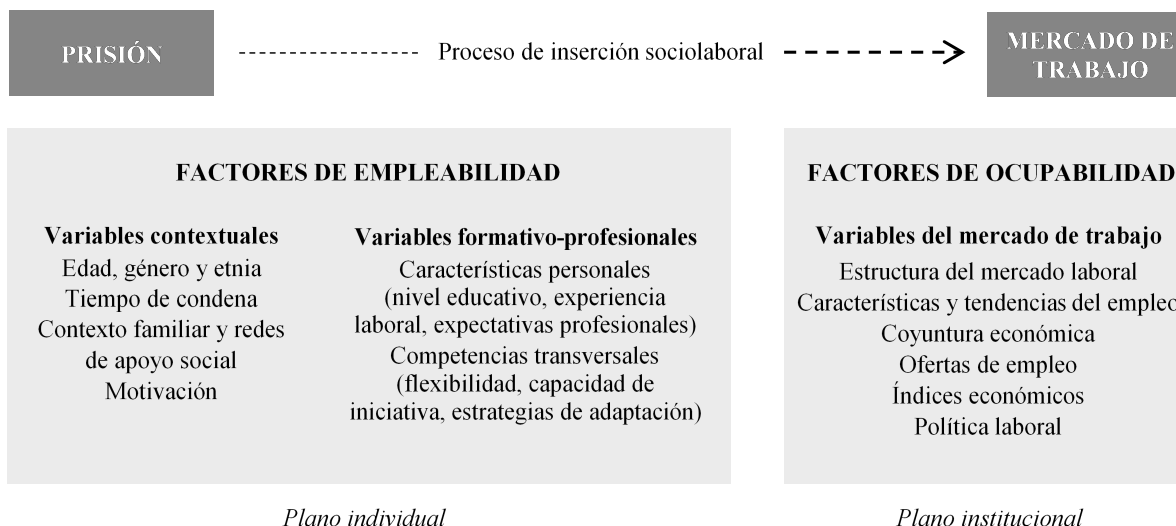 PRISIÓN
Proceso de inserción sociolaboral
MERCADO DE
TRABAJO
FACTORES DE EMPLEABILIDAD
Variables contextuales
Edad, género y etnia
Tiempo de condena
Contexto familiar y redes
de apoyo social
Motivación
Variables formativo-profesionales
Características personales
(nivel educativo, experiencia
laboral, expectativas profesionales)
Competencias transversales
(flexibilidad, capacidad de
iniciativa, estrategias de adaptación)
Plano individual
FACTORES DE OCUPABILIDAD
Variables del mercado de trabajo
Estructura del mercado laboral
Características y tendencias del empleo
Coyuntura económica
Ofertas de empleo
Índices económicos
Política laboral
Plano institucional